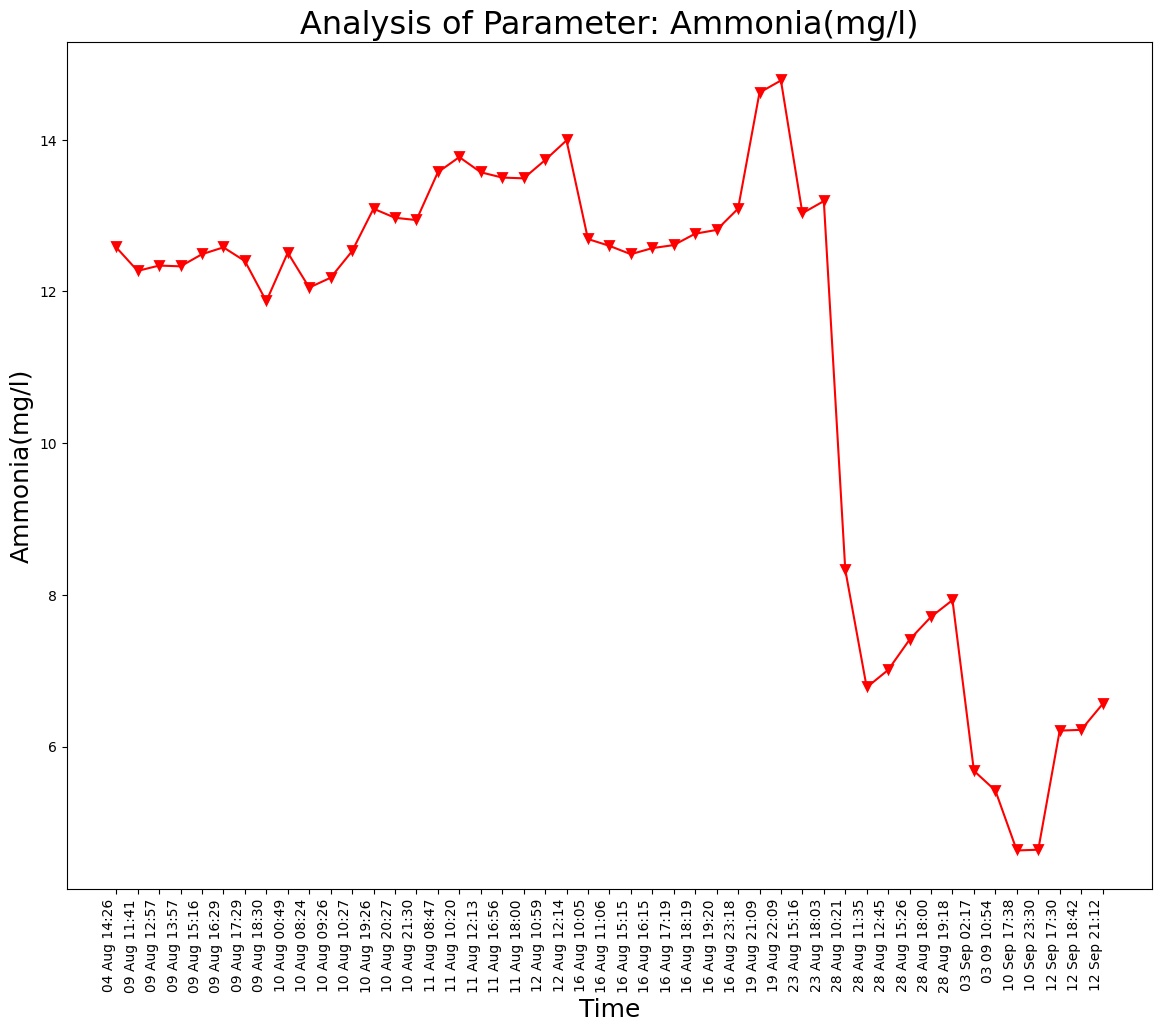 Analysis of Parameter: Ammonia(mg/l)
Ammonia(mg/l)
14
12
10
8
6
04 Aug 14:26
09 Aug 11:41
09 Aug 12:57
09 Aug 13:57
09 Aug 15:16
09 Aug 16:29
09 Aug 17:29
09 Aug 18:30
10 Aug 00:49
10 Aug 08:24
10 Aug 09:26
10 Aug 10:27
10 Aug 19:26
10 Aug 20:27
10 Aug 21:30
11 Aug 08:47
11 Aug 10:20
11 Aug 12:13
11 Aug 16:56
11 Aug 18:00
12 Aug 10:59
12 Aug 12:14
16 Aug 10:05
16 Aug 11:06
16 Aug 15:15
16 Aug 16:15
16 Aug 17:19
16 Aug 18:19
16 Aug 19:20
16 Aug 23:18
19 Aug 21:09
19 Aug 22:09
23 Aug 15:16
23 Aug 18:03
28 Aug 10:21
28 Aug 11:35
28 Aug 12:45
28 Aug 15:26
28 Aug 18:00
28 Aug 19:18
03 Sep 02:17
03 09 10:54
10 Sep 17:38
10 Sep 23:30
12 Sep 17:30
12 Sep 18:42
12 Sep 21:12
Time